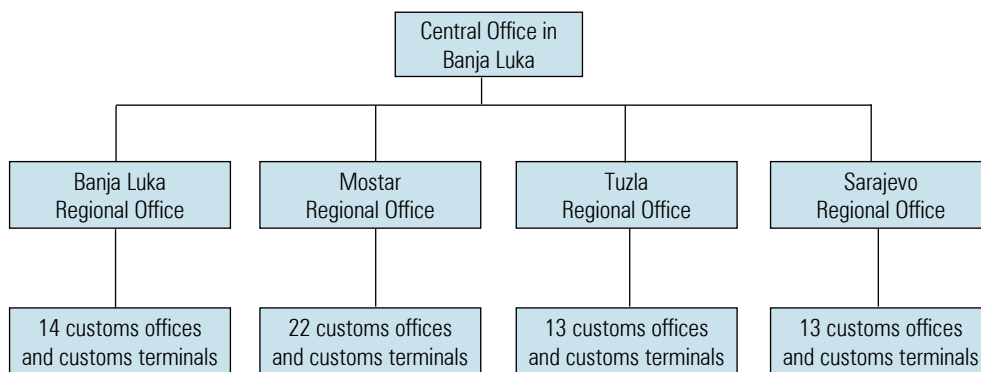 Central Office in
Banja Luka
Banja Luka
Regional Office
Mostar
Regional Office
Tuzla
Regional Office
Sarajevo
Regional Office
14 customs offices
and customs terminals
22 customs offices
and customs terminals
13 customs offices
and customs terminals
13 customs offices
and customs terminals